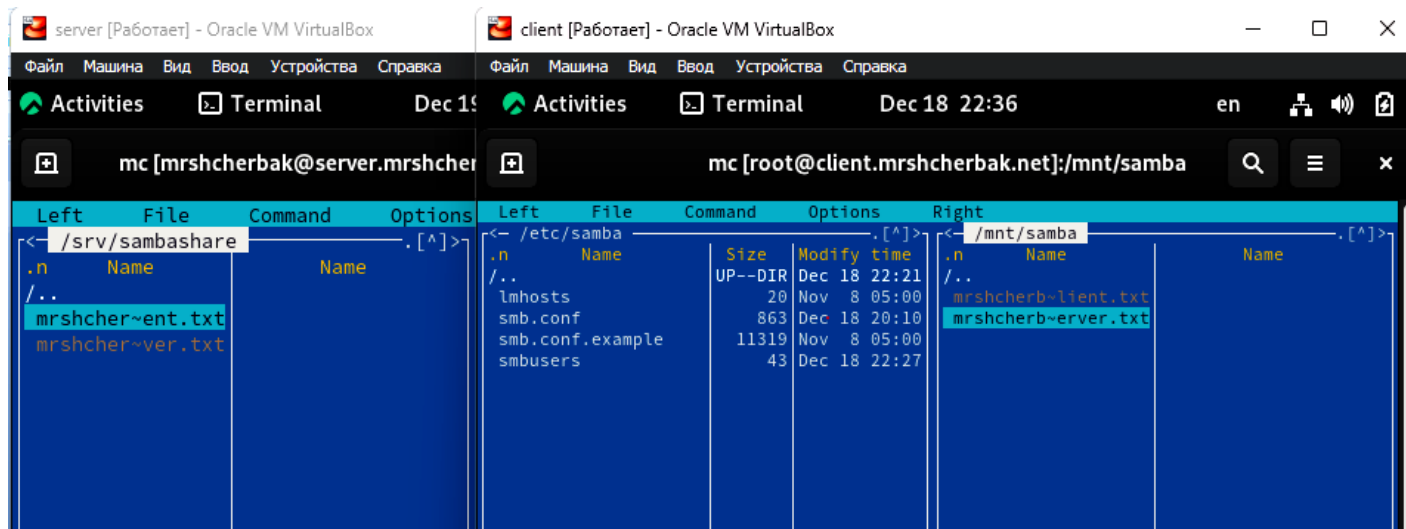 server [Работает] - Oracle VM VirtualBox
Файл Машина Вид Ввод Устройства Справка
Activities Terminal Dec 19
mc [mrshcherbak@server.mrshcher
Left File Command Options
<— /srv/sambashare .[^]>
.n Name Name
/..
mrshcher~ent.txt
mrshcher~ver.txt
client [Работает] - Oracle VM VirtualBox
Файл Машина Вид Ввод Устройства Справка
Activities Terminal Dec 18 22:36 en
mc [root@client.mrshcherbak.net]:/mnt/samba
Left File Command Options Right
<— /etc/samba .[^]>
.n Name Size Modify time
/.. UP--DIR Dec 18 22:21
lmhosts 20 Nov 8 05:00
smb.conf 863 Dec 18 20:10
smb.conf.example 11319 Nov 8 05:00
smbusers 43 Dec 18 22:27
<— /mnt/samba .[^]>
.n Name Name
/..
mrshcherb~lient.txt
mrshcherb~erver.txt